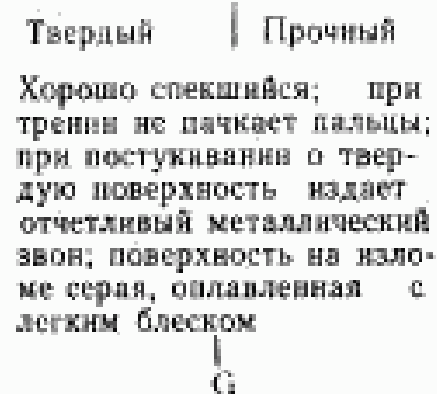 Твердый | Прочный
Хорошо спекшийся; при
трении не пачкает пальцы;
при постукивании о твер-
дую поверхность издает
отчетливый металлический
звон; поверхность на изло-
ме серая, оплавленная с
легким блеском
G